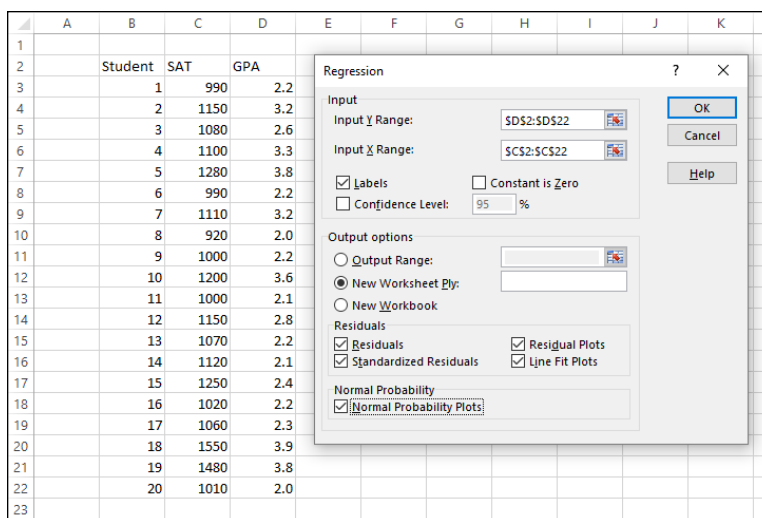 A B C D E F G H I J K
1
2 Student SAT GPA
3 1 990 2.2
4 2 1150 3.2
5 3 1080 2.6
6 4 1100 3.3
7 5 1280 3.8
8 6 990 2.2
9 7 1110 3.2
10 8 920 2.0
11 9 1000 2.2
12 10 1200 3.6
13 11 1000 2.1
14 12 1150 2.8
15 13 1070 2.2
16 14 1120 2.1
17 15 1250 2.4
18 16 1020 2.2
19 17 1060 2.3
20 18 1550 3.9
21 19 1480 3.8
22 20 1010 2.0
23
Regression ?
Input
Input Y Range: $D$2:$D$22
Input X Range: $C$2:$C$22
Labels Constant is Zero
Confidence Level: 95 %
Output options
Output Range:
New Worksheet Ply:
New Workbook
Residuals
Residuals Residual Plots
Standardized Residuals Line Fit Plots
Normal Probability
Normal Probability Plots
OK
Cancel
Help